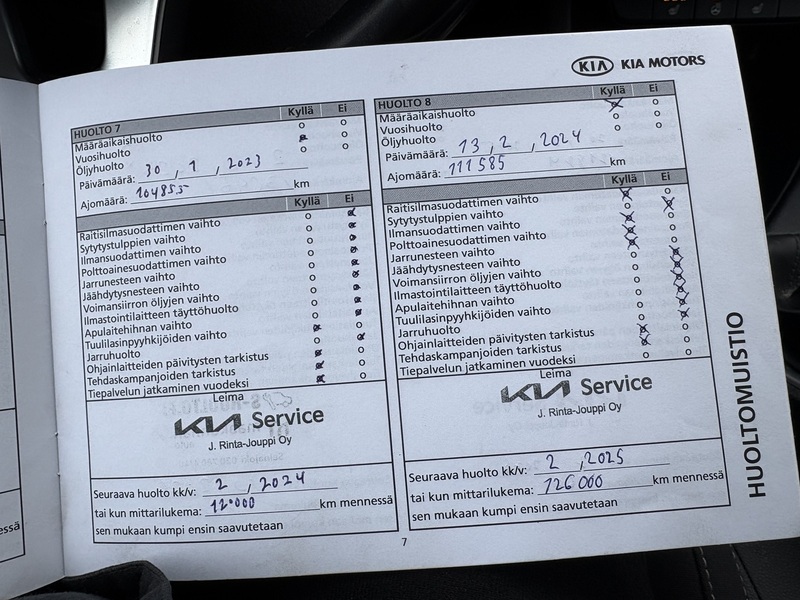 KIA KIA MOTORS
HUOLTO 7 Kyllä Ei
Määräaikaishuolto
Vuosihuolto
Öljyhuolto
Päivämäärä: 30 , 1 , 2023
Ajomäärä: 104855 km
Kyllä Ei
Raitisilmasuodattimen vaihto
Sytytystulppien vaihto
Ilmansuodattimen vaihto
Polttoainesuodattimen vaihto
Jarrunesteen vaihto
Jäähdytysnesteen vaihto
Voimansiirron öljyjen vaihto
Ilmastointilaitteen täyttöhuolto
Apulaitehihnan vaihto
Tuulilasinpyyhkijöiden vaihto
Jarruhuolto
Ohjainlaitteiden päivitysten tarkistus
Tehdaskampanjoiden tarkistus
Tiepalvelun jatkaminen vuodeksi
Leima
KIA Service
J. Rinta-Jouppi Oy
Seuraava huolto kk/v: 2 , 2024
tai kun mittarilukema: 12·000 km mennessä
sen mukaan kumpi ensin saavutetaan
HUOLTO 8 Kyllä Ei
Määräaikaishuolto
Vuosihuolto
Öljyhuolto
Päivämäärä: 13 , 2 , 2024
Ajomäärä: 111585 km
Kyllä Ei
Raitisilmasuodattimen vaihto
Sytytystulppien vaihto
Ilmansuodattimen vaihto
Polttoainesuodattimen vaihto
Jarrunesteen vaihto
Jäähdytysnesteen vaihto
Voimansiirron öljyjen vaihto
Ilmastointilaitteen täyttöhuolto
Apulaitehihnan vaihto
Tuulilasinpyyhkijöiden vaihto
Jarruhuolto
Ohjainlaitteiden päivitysten tarkistus
Tehdaskampanjoiden tarkistus
Tiepalvelun jatkaminen vuodeksi
Leima
KIA Service
J. Rinta-Jouppi Oy
Seuraava huolto kk/v: 2 , 2025
tai kun mittarilukema: 126000 km mennessä
sen mukaan kumpi ensin saavutetaan
7
HUOLTOMUISTIO